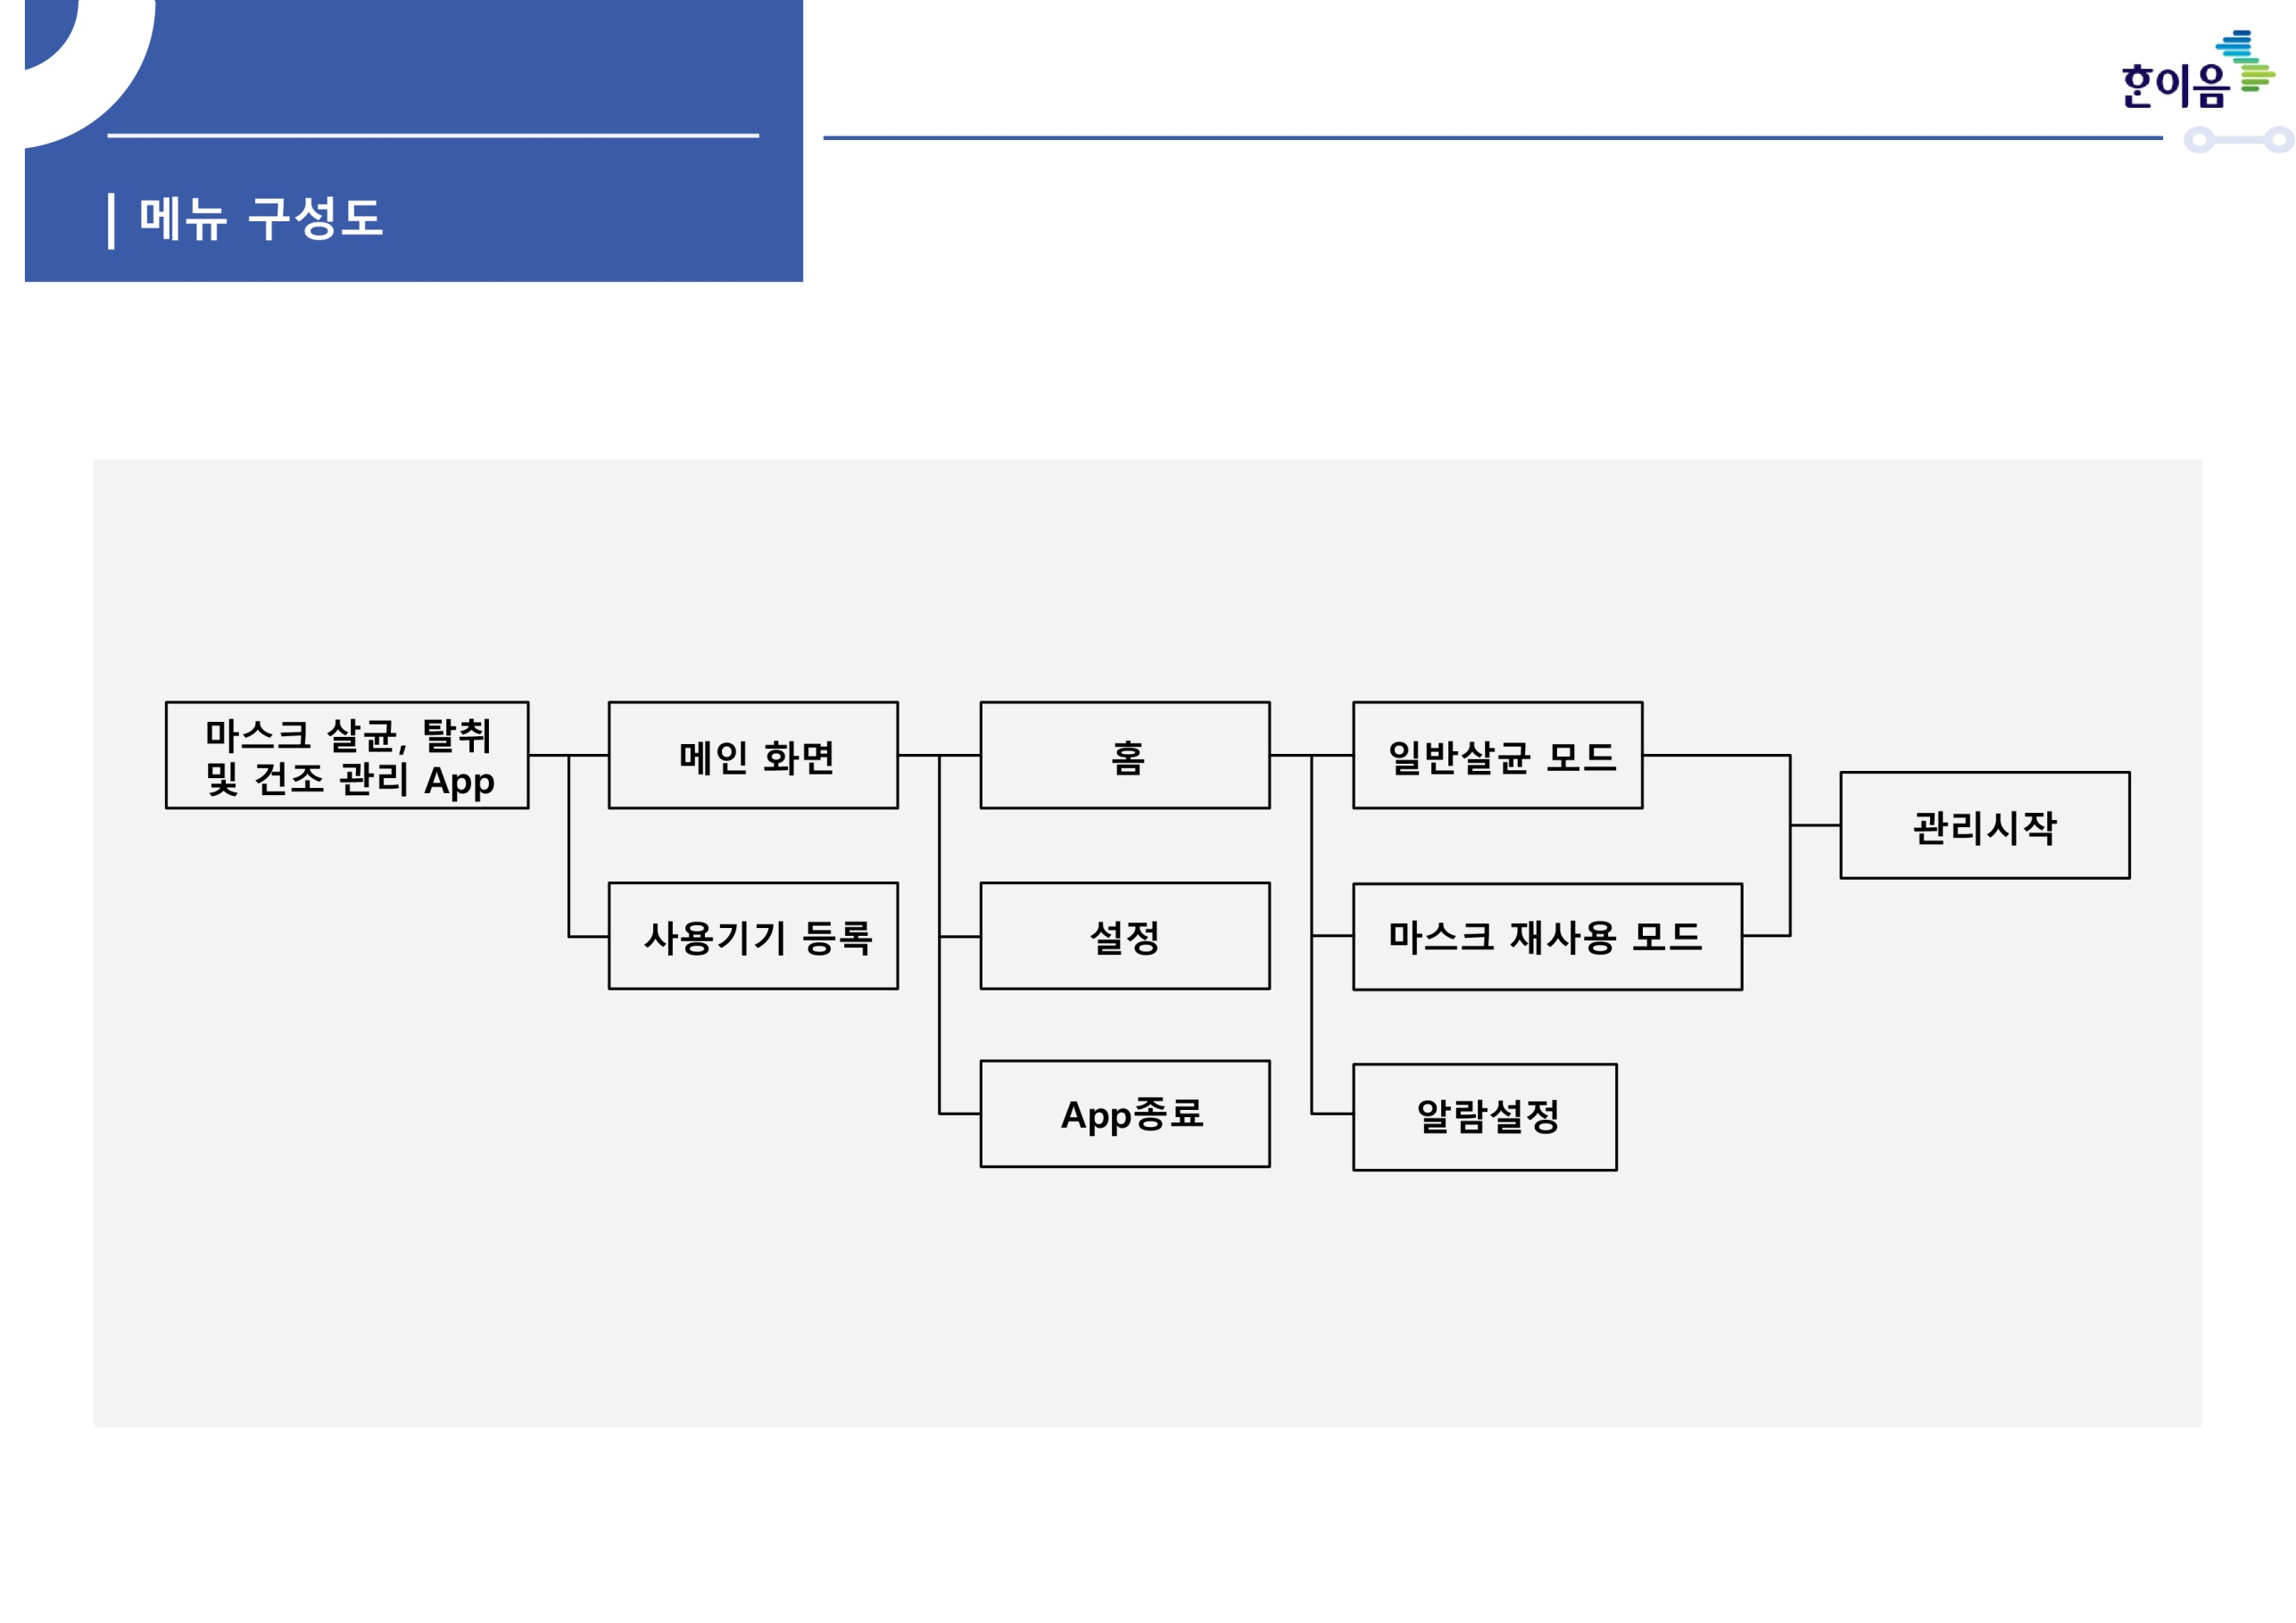 한이음
| 메뉴 구성도
마스크 살균, 탈취
및 건조 관리 App
메인 화면
홈
일반살균 모드
관리시작
사용기기 등록
설정
마스크 재사용 모드
App종료
알람설정